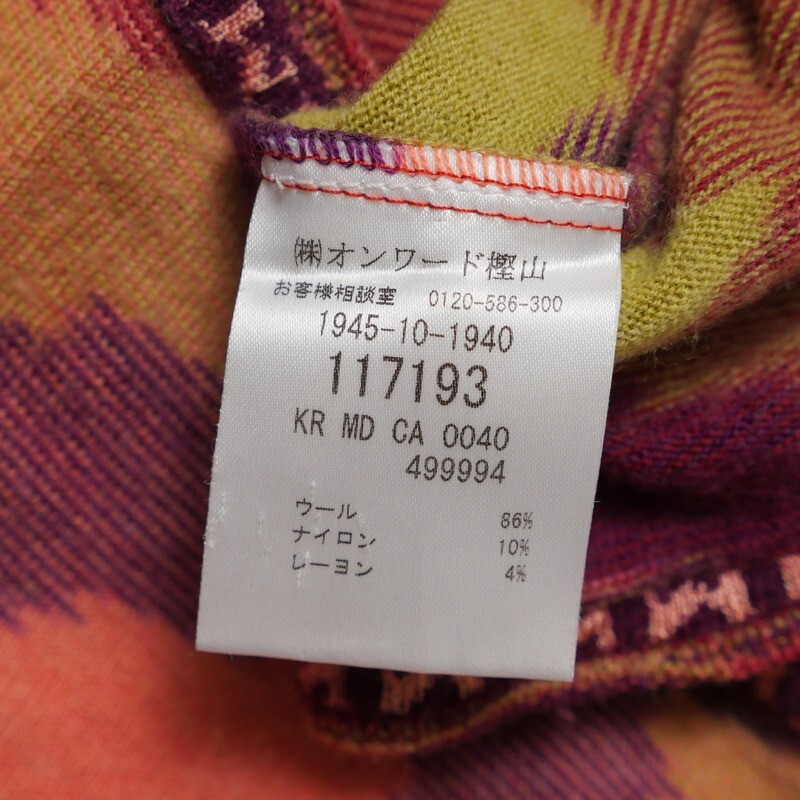 ㈱オンワード樫山
お客様相談室 0120-586-300
1945-10-1940
117193
KR MD CA 0040
499994
ウール 86%
ナイロン 10%
レーヨン 4%